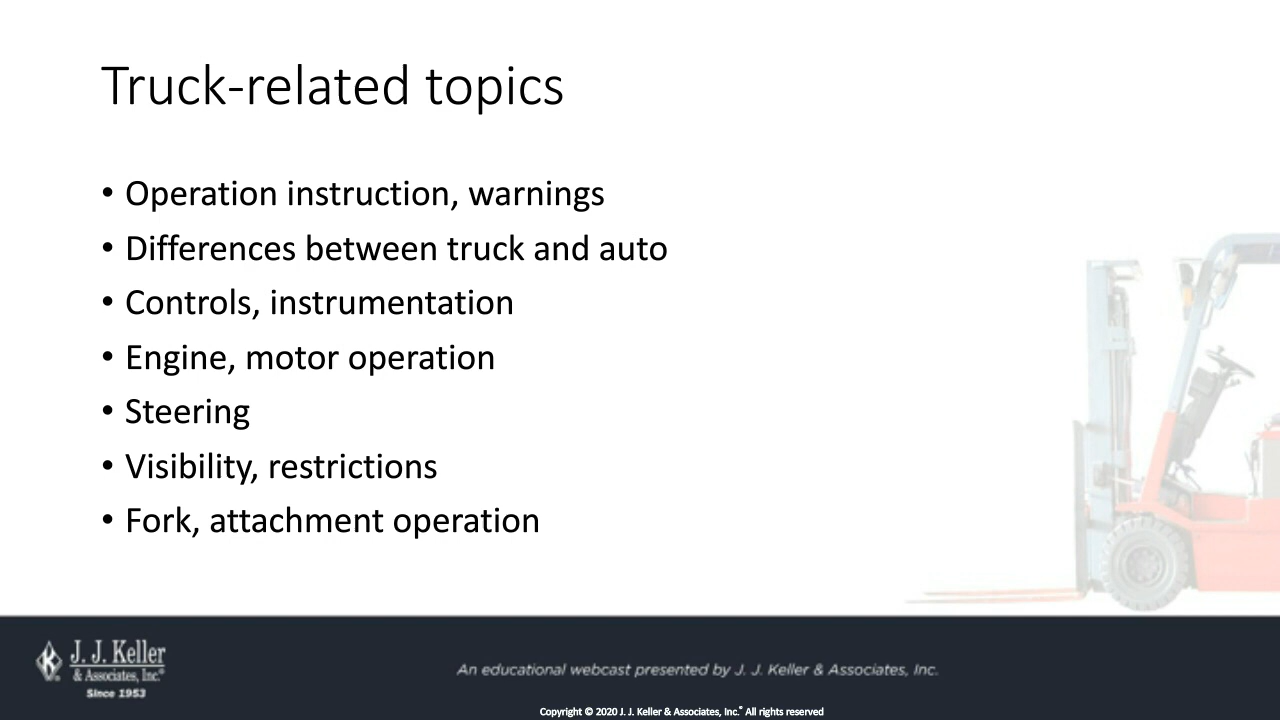 Truck-related topics
• Operation instruction, warnings
• Differences between truck and auto
• Controls, instrumentation
• Engine, motor operation
• Steering
• Visibility, restrictions
• Fork, attachment operation
J. J. Keller
& Associates, Inc.®
Since 1953
An educational webcast presented by J. J. Keller & Associates, Inc.
Copyright © 2020 J. J. Keller & Associates, Inc.® All rights reserved